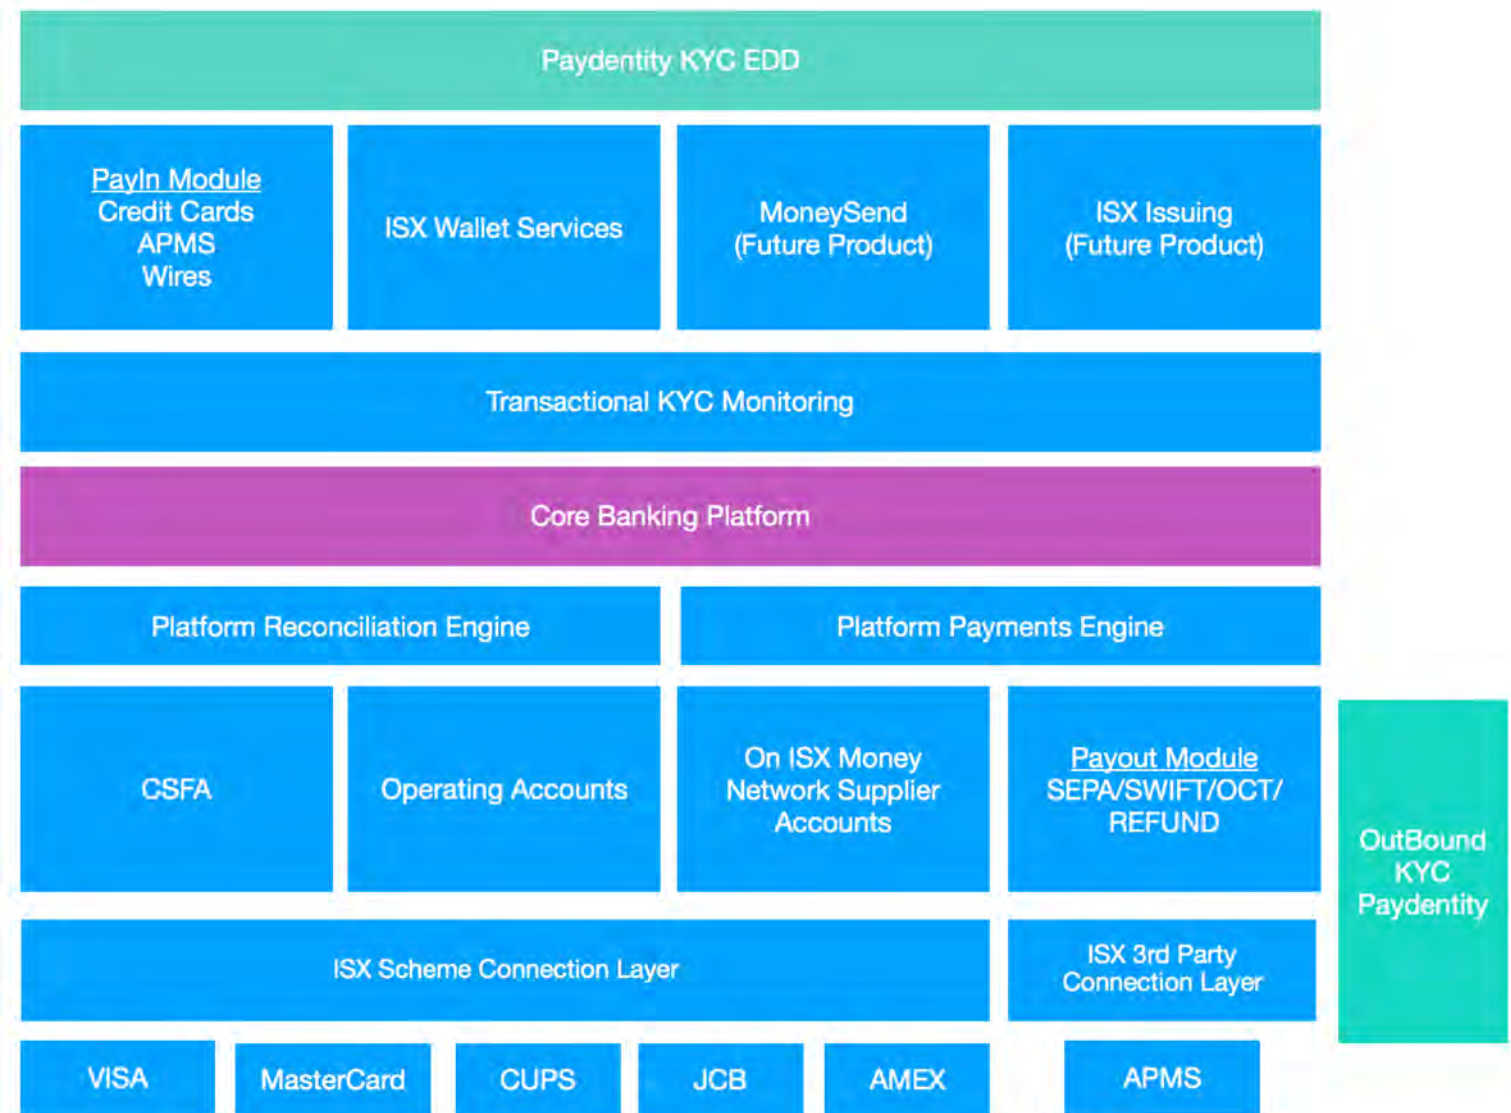 Paydentity KYC EDD
PayIn Module
Credit Cards
APMS
Wires
ISX Wallet Services
MoneySend
(Future Product)
ISX Issuing
(Future Product)
Transactional KYC Monitoring
Core Banking Platform
Platform Reconciliation Engine
Platform Payments Engine
CSFA
Operating Accounts
On ISX Money
Network Supplier
Accounts
Payout Module
SEPA/SWIFT/OCT/
REFUND
OutBound
KYC
Paydentity
ISX Scheme Connection Layer
ISX 3rd Party
Connection Layer
VISA
MasterCard
CUPS
JCB
AMEX
APMS